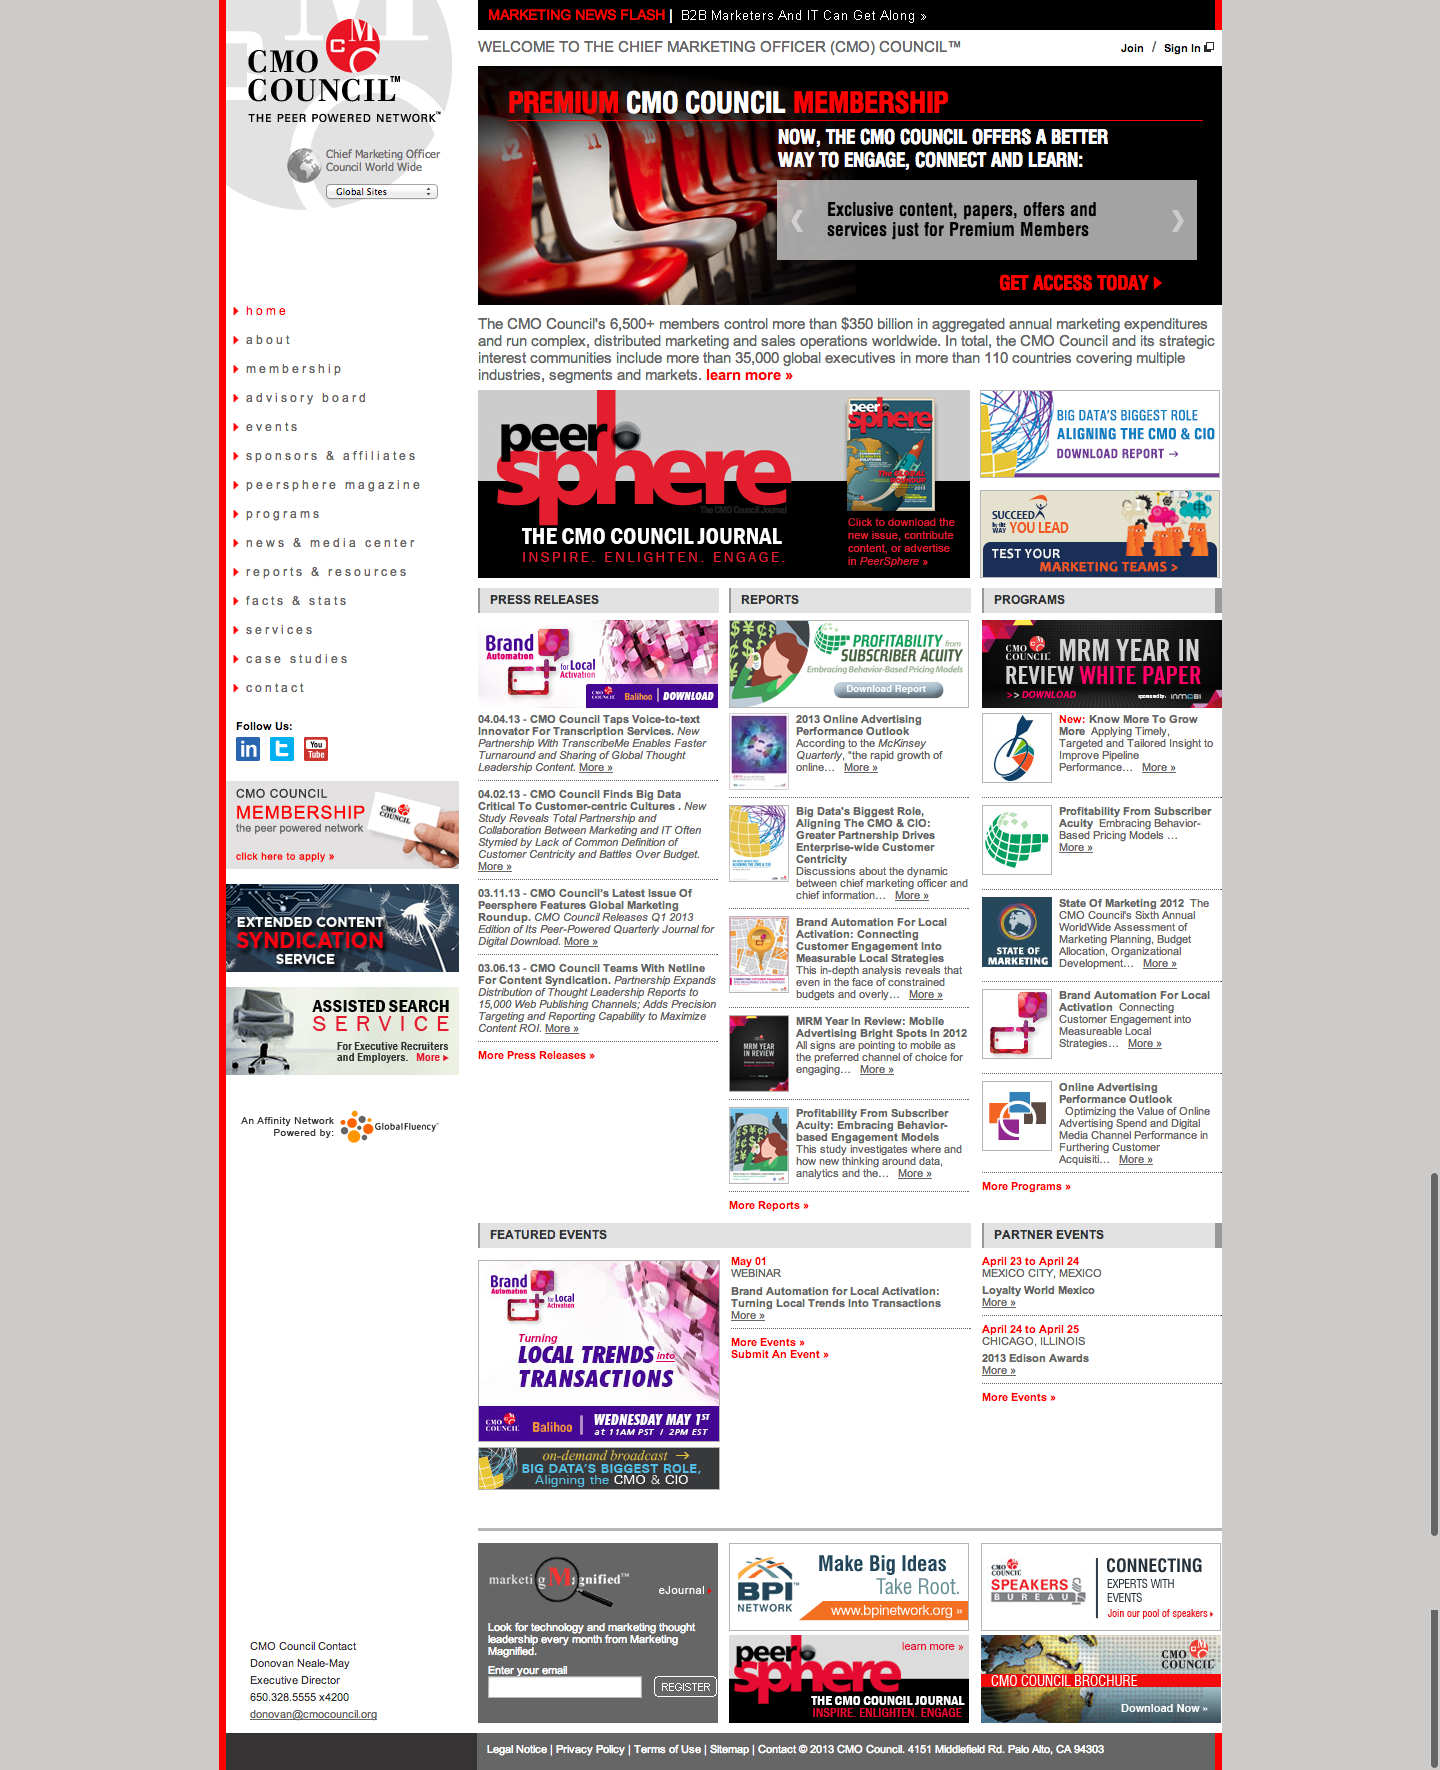 CMO
COUNCIL™
THE PEER POWERED NETWORK™
Chief Marketing Officer
Council World Wide
Global Sites
home
about
membership
advisory board
events
sponsors & affiliates
peersphere magazine
programs
news & media center
reports & resources
facts & stats
services
case studies
contact
Follow Us:
in
You
Tube
CMO COUNCIL
MEMBERSHIP
the peer powered network
click here to apply »
CMO
COUNCIL
EXTENDED CONTENT
SYNDICATION
SERVICE
ASSISTED SEARCH
SERVICE
For Executive Recruiters
and Employers. More
An Affinity Network
Powered by:
GlobalFluency™
CMO Council Contact
Donovan Neale-May
Executive Director
650.328.5555 x4200
donovan@cmocouncil.org
MARKETING NEWS FLASH | B2B Marketers And IT Can Get Along »
WELCOME TO THE CHIEF MARKETING OFFICER (CMO) COUNCIL™
Join / Sign In
PREMIUM CMO COUNCIL MEMBERSHIP
NOW, THE CMO COUNCIL OFFERS A BETTER
WAY TO ENGAGE, CONNECT AND LEARN:
Exclusive content, papers, offers and
services just for Premium Members
GET ACCESS TODAY
The CMO Council's 6,500+ members control more than $350 billion in aggregated annual marketing expenditures
and run complex, distributed marketing and sales operations worldwide. In total, the CMO Council and its strategic
interest communities include more than 35,000 global executives in more than 110 countries covering multiple
industries, segments and markets. learn more »
peer
sphere
The CMO Council Journal
THE CMO COUNCIL JOURNAL
INSPIRE. ENLIGHTEN. ENGAGE.
peer
sphere
Click to download the
new issue, contribute
content, or advertise
in PeerSphere »
BIG DATA'S BIGGEST ROLE
ALIGNING THE CMO & CIO
DOWNLOAD REPORT →
SUCCEED
by the
WAY YOU LEAD
TEST YOUR
MARKETING TEAMS >
PRESS RELEASES
Brand
Automation
for Local
Activation
CMO
COUNCIL
Balihoo | DOWNLOAD
04.04.13 - CMO Council Taps Voice-to-text
Innovator For Transcription Services. New
Partnership With TranscribeMe Enables Faster
Turnaround and Sharing of Global Thought
Leadership Content. More »
04.02.13 - CMO Council Finds Big Data
Critical To Customer-centric Cultures . New
Study Reveals Total Partnership and
Collaboration Between Marketing and IT Often
Stymied by Lack of Common Definition of
Customer Centricity and Battles Over Budget.
More »
03.11.13 - CMO Council's Latest Issue Of
Peersphere Features Global Marketing
Roundup. CMO Council Releases Q1 2013
Edition of Its Peer-Powered Quarterly Journal for
Digital Download. More »
03.06.13 - CMO Council Teams With Netline
For Content Syndication. Partnership Expands
Distribution of Thought Leadership Reports to
15,000 Web Publishing Channels; Adds Precision
Targeting and Reporting Capability to Maximize
Content ROI. More »
More Press Releases »
REPORTS
PROFITABILITY from
SUBSCRIBER ACUITY
Embracing Behavior-Based Pricing Models
Download Report
2013 Online Advertising
Performance Outlook
According to the McKinsey
Quarterly, "the rapid growth of
online... More »
Big Data's Biggest Role,
Aligning The CMO & CIO:
Greater Partnership Drives
Enterprise-wide Customer
Centricity
Discussions about the dynamic
between chief marketing officer and
chief information... More »
Brand Automation For Local
Activation: Connecting
Customer Engagement Into
Measurable Local Strategies
This in-depth analysis reveals that
even in the face of constrained
budgets and overly... More »
MRM YEAR
IN REVIEW
MRM Year In Review: Mobile
Advertising Bright Spots In 2012
All signs are pointing to mobile as
the preferred channel of choice for
engaging... More »
Profitability From Subscriber
Acuity: Embracing Behavior-
based Engagement Models
This study investigates where and
how new thinking around data,
analytics and the... More »
More Reports »
PROGRAMS
CMO
COUNCIL
MRM YEAR IN
REVIEW WHITE PAPER
>> DOWNLOAD
sponsored by: INMOBI
New: Know More To Grow
More Applying Timely,
Targeted and Tailored Insight to
Improve Pipeline
Performance... More »
Profitability From Subscriber
Acuity Embracing Behavior-
Based Pricing Models ...
More »
STATE OF
MARKETING
State Of Marketing 2012 The
CMO Council's Sixth Annual
WorldWide Assessment of
Marketing Planning, Budget
Allocation, Organizational
Development... More »
Brand Automation For Local
Activation Connecting
Customer Engagement into
Measureable Local
Strategies... More »
Online Advertising
Performance Outlook
Optimizing the Value of Online
Advertising Spend and Digital
Media Channel Performance in
Furthering Customer
Acquisiti... More »
More Programs »
FEATURED EVENTS
Brand
Automation
for Local
Activation
Turning
LOCAL TRENDS into
TRANSACTIONS
CMO
COUNCIL
Balihoo
WEDNESDAY MAY 1ST
at 11AM PST | 2PM EST
on-demand broadcast →
BIG DATA'S BIGGEST ROLE,
Aligning the CMO & CIO
May 01
WEBINAR
Brand Automation for Local Activation:
Turning Local Trends Into Transactions
More »
More Events »
Submit An Event »
PARTNER EVENTS
April 23 to April 24
MEXICO CITY, MEXICO
Loyalty World Mexico
More »
April 24 to April 25
CHICAGO, ILLINOIS
2013 Edison Awards
More »
More Events »
marketing Magnified™
eJournal
Look for technology and marketing thought
leadership every month from Marketing
Magnified.
Enter your email
REGISTER
BPI™
NETWORK
Make Big Ideas
Take Root.
www.bpinetwork.org »
CMO
COUNCIL
SPEAKERS
BUREAU
CONNECTING
EXPERTS WITH
EVENTS
Join our pool of speakers
learn more »
peer
sphere
THE CMO COUNCIL JOURNAL
INSPIRE. ENLIGHTEN. ENGAGE
CMO
COUNCIL
CMO COUNCIL BROCHURE
Download Now »
Legal Notice | Privacy Policy | Terms of Use | Sitemap | Contact © 2013 CMO Council. 4151 Middlefield Rd. Palo Alto, CA 94303